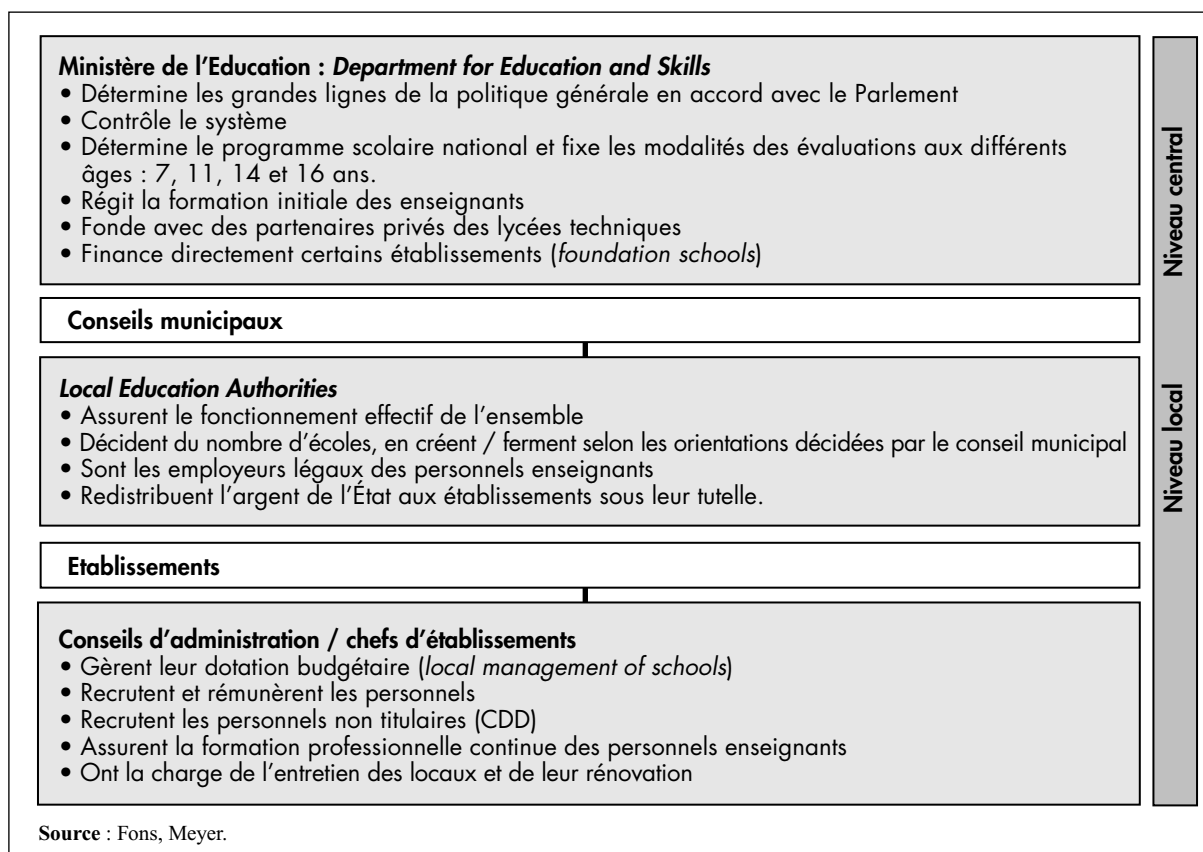 Ministère de l'Education : Department for Education and Skills
• Détermine les grandes lignes de la politique générale en accord avec le Parlement
• Contrôle le système
• Détermine le programme scolaire national et fixe les modalités des évaluations aux différents
âges : 7, 11, 14 et 16 ans.
• Régit la formation initiale des enseignants
• Fonde avec des partenaires privés des lycées techniques
• Finance directement certains établissements (foundation schools)
Niveau central
Conseils municipaux
Local Education Authorities
• Assurent le fonctionnement effectif de l'ensemble
• Décident du nombre d'écoles, en créent / ferment selon les orientations décidées par le conseil municipal
• Sont les employeurs légaux des personnels enseignants
• Redistribuent l'argent de l'État aux établissements sous leur tutelle.
Niveau local
Etablissements
Conseils d'administration / chefs d'établissements
• Gèrent leur dotation budgétaire (local management of schools)
• Recrutent et rémunèrent les personnels
• Recrutent les personnels non titulaires (CDD)
• Assurent la formation professionnelle continue des personnels enseignants
• Ont la charge de l'entretien des locaux et de leur rénovation
Source : Fons, Meyer.